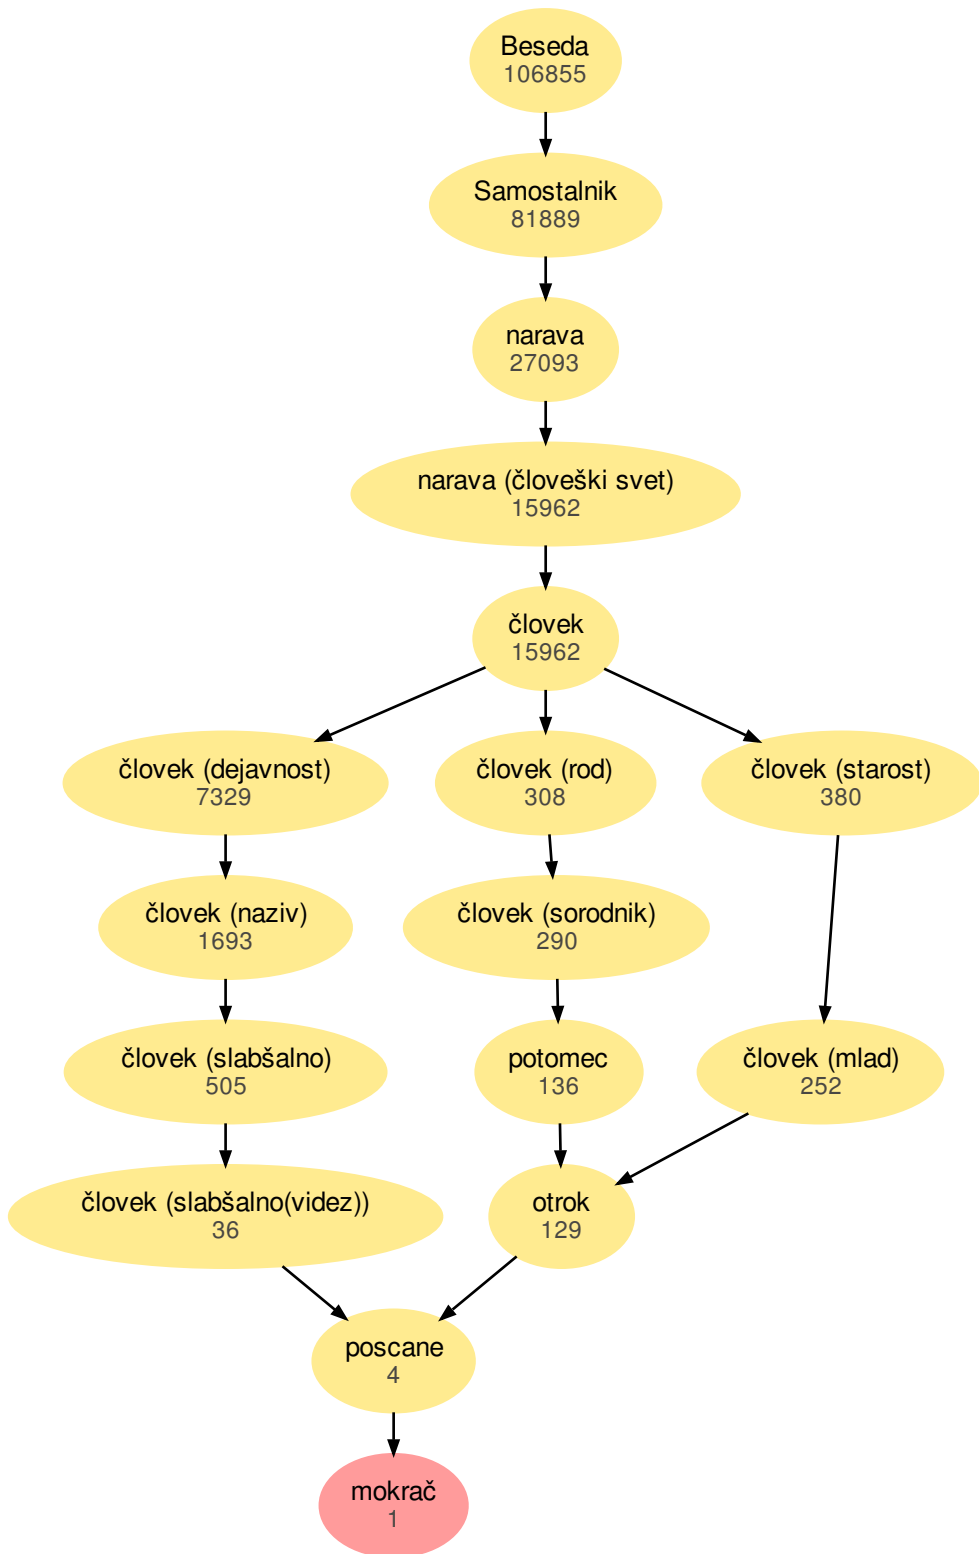 Beseda
106855
Samostalnik
81889
narava
27093
narava (človeški svet)
15962
človek
15962
človek (dejavnost)
7329
človek (rod)
308
človek (starost)
380
človek (naziv)
1693
človek (sorodnik)
290
človek (slabšalno)
505
potomec
136
človek (mlad)
252
človek (slabšalno(videz))
36
otrok
129
poscane
4
mokrač
1